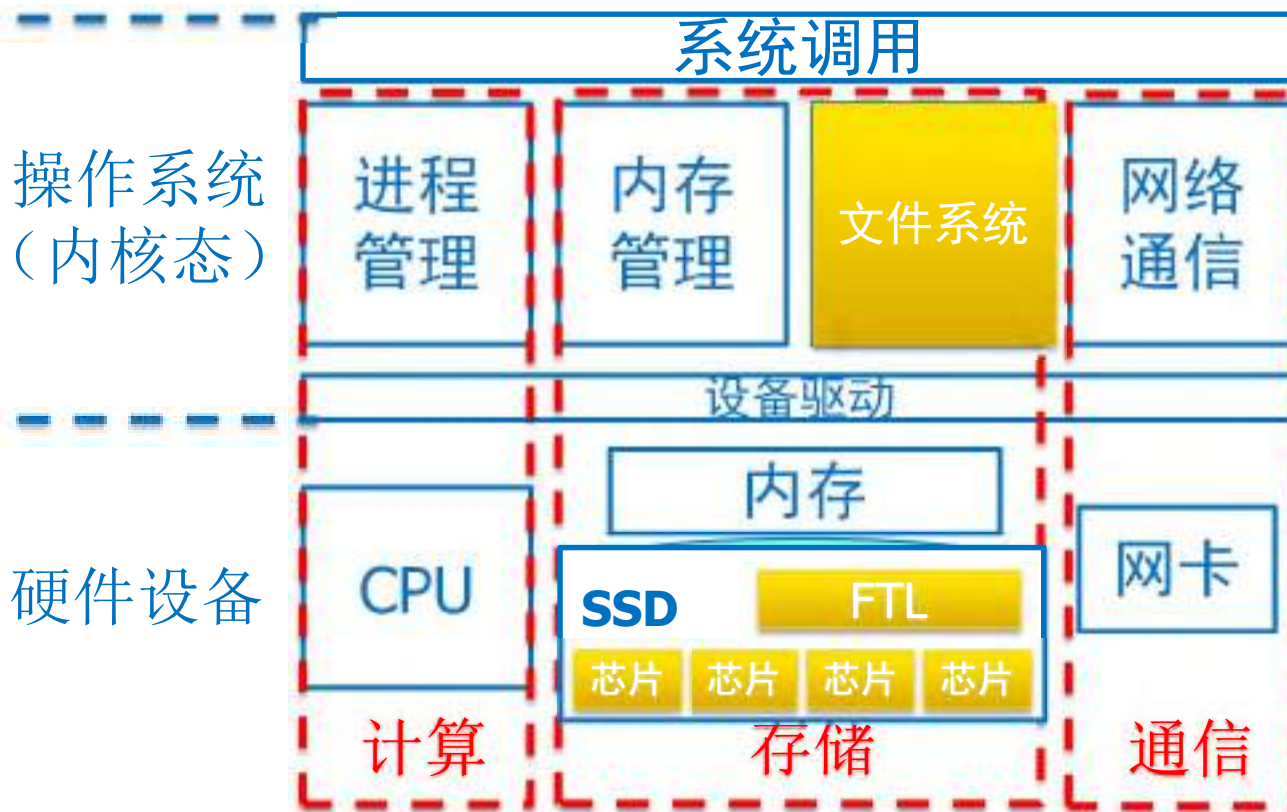 系统调用
操作系统
（内核态）
进程
管理
内存
管理
文件系统
网络
通信
设备驱动
硬件设备
CPU
内存
SSD
FTL
芯片
芯片
芯片
芯片
网卡
计算
存储
通信